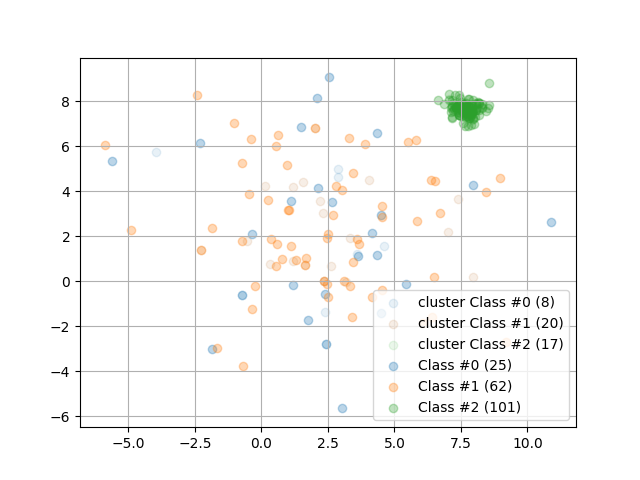 8
6
4
2
0
−2
−4
−6
−5.0
−2.5
0.0
2.5
5.0
7.5
10.0
cluster Class #0 (8)
cluster Class #1 (20)
cluster Class #2 (17)
Class #0 (25)
Class #1 (62)
Class #2 (101)